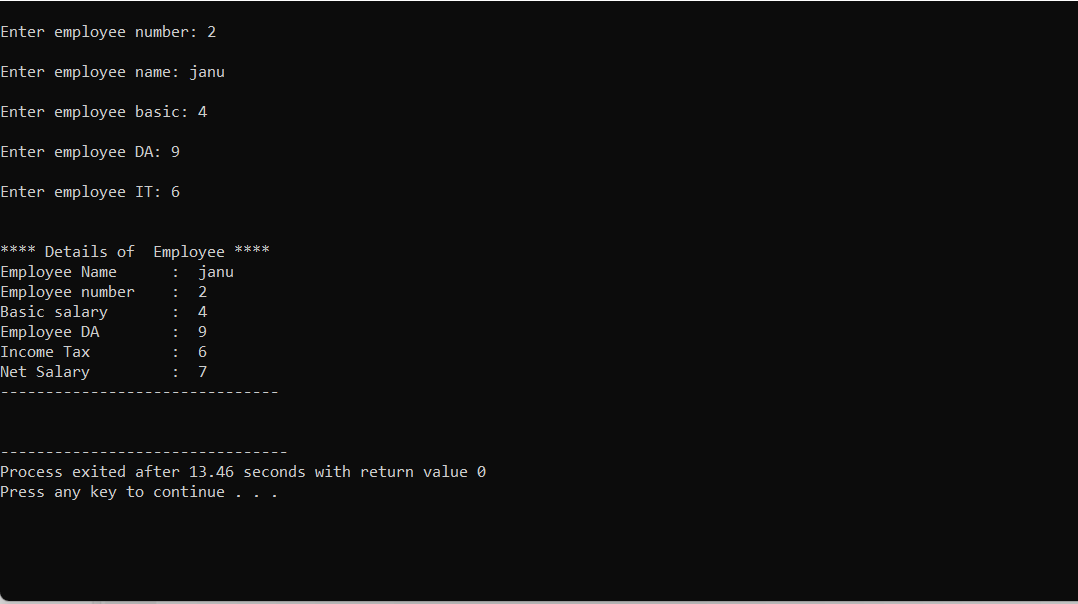 Enter employee number: 2
Enter employee name: janu
Enter employee basic: 4
Enter employee DA: 9
Enter employee IT: 6
**** Details of  Employee ****
Employee Name      :  janu
Employee number    :  2
Basic salary       :  4
Employee DA        :  9
Income Tax         :  6
Net Salary         :  7
-------------------------------
--------------------------------
Process exited after 13.46 seconds with return value 0
Press any key to continue . . .